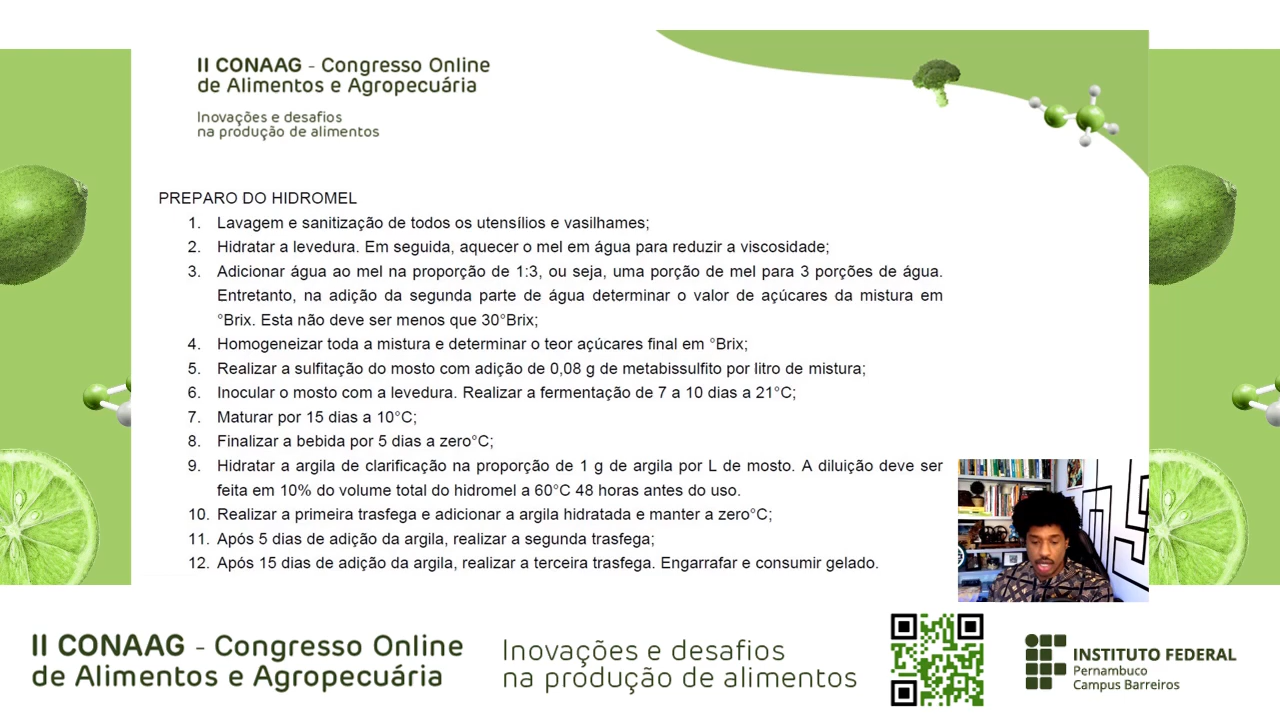 II CONAAG - Congresso Online
de Alimentos e Agropecuária
Inovações e desafios
na produção de alimentos
PREPARO DO HIDROMEL
1. Lavagem e sanitização de todos os utensílios e vasilhames;
2. Hidratar a levedura. Em seguida, aquecer o mel em água para reduzir a viscosidade;
3. Adicionar água ao mel na proporção de 1:3, ou seja, uma porção de mel para 3 porções de água.
Entretanto, na adição da segunda parte de água determinar o valor de açúcares da mistura em
°Brix. Esta não deve ser menos que 30°Brix;
4. Homogeneizar toda a mistura e determinar o teor açúcares final em °Brix;
5. Realizar a sulfitação do mosto com adição de 0,08 g de metabissulfito por litro de mistura;
6. Inocular o mosto com a levedura. Realizar a fermentação de 7 a 10 dias a 21°C;
7. Maturar por 15 dias a 10°C;
8. Finalizar a bebida por 5 dias a zero°C;
9. Hidratar a argila de clarificação na proporção de 1 g de argila por L de mosto. A diluição deve ser
feita em 10% do volume total do hidromel a 60°C 48 horas antes do uso.
10. Realizar a primeira trasfega e adicionar a argila hidratada e manter a zero°C;
11. Após 5 dias de adição da argila, realizar a segunda trasfega;
12. Após 15 dias de adição da argila, realizar a terceira trasfega. Engarrafar e consumir gelado.
II CONAAG - Congresso Online
de Alimentos e Agropecuária
Inovações e desafios
na produção de alimentos
INSTITUTO FEDERAL
Pernambuco
Campus Barreiros